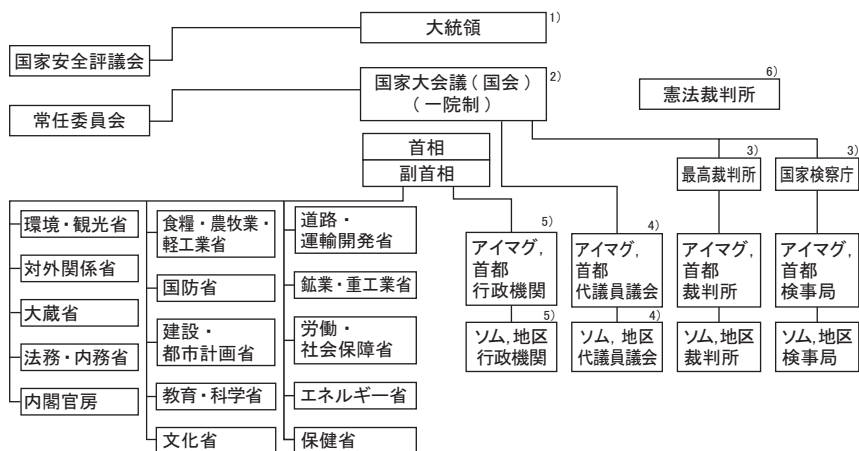 大統領
1)
国家安全評議会
国家大会議(国会)
(一院制)
2)
憲法裁判所
6)
常任委員会
首相
副首相
最高裁判所
3)
国家検察庁
3)
環境・観光省
対外関係省
大蔵省
法務・内務省
内閣官房
食糧・農牧業・
軽工業省
国防省
建設・
都市計画省
教育・科学省
文化省
道路・
運輸開発省
鉱業・重工業省
労働・
社会保障省
エネルギー省
保健省
5)
アイマグ,
首都
行政機関
5)
ソム,地区
行政機関
4)
アイマグ,
首都
代議員議会
4)
ソム, 地区
代議員議会
アイマグ,
首都
裁判所
ソム,地区
裁判所
アイマグ,
首都
検事局
ソム,地区
検事局